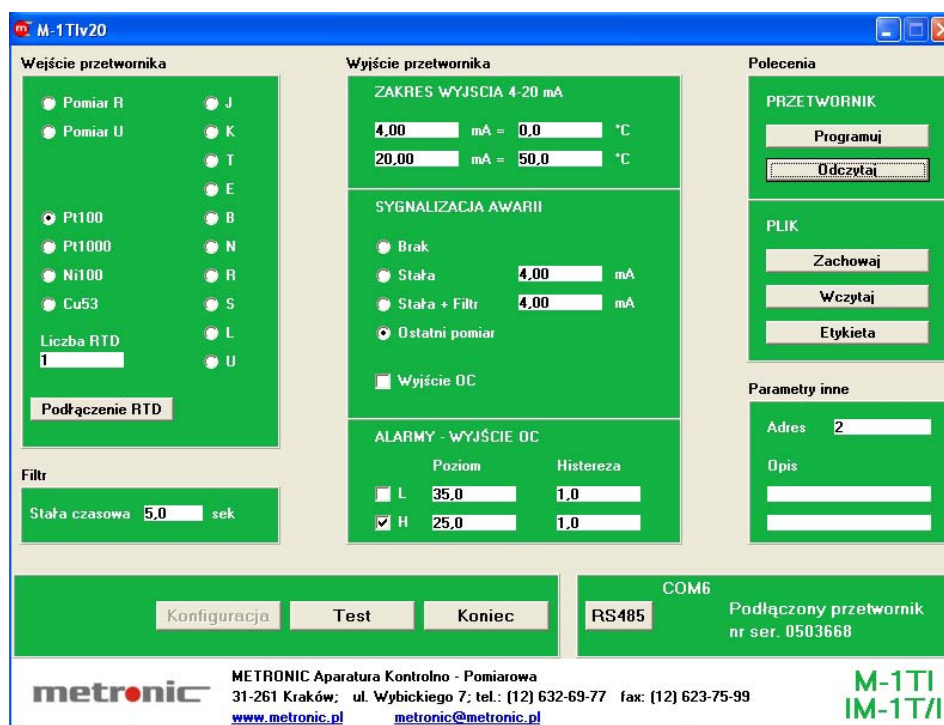 M-1TIv20
Wejście przetwornika
Pomiar R
Pomiar U
Pt100
Pt1000
Ni100
Cu53
J
K
T
E
B
N
R
S
L
U
Liczba RTD
1
Podłączenie RTD
Filtr
Stała czasowa 5,0 sek
Wyjście przetwornika
ZAKRES WYJSCIA 4-20 mA
4,00 mA = 0,0 °C
20,00 mA = 50,0 °C
SYGNALIZACJA AWARII
Brak
Stała 4,00 mA
Stała + Filtr 4,00 mA
Ostatni pomiar
Wyjście OC
ALARMY - WYJŚCIE OC
Poziom Histereza
L 35,0 1,0
H 25,0 1,0
Polecenia
PRZETWORNIK
Programuj
Odczytaj
PLIK
Zachowaj
Wczytaj
Etykieta
Parametry inne
Adres 2
Opis
Konfiguracja Test Koniec
COM6
RS485
Podłączony przetwornik
nr ser. 0503668
metronic
METRONIC Aparatura Kontrolno - Pomiarowa
31-261 Kraków; ul. Wybickiego 7; tel.: (12) 632-69-77 fax: (12) 623-75-99
www.metronic.pl metronic@metronic.pl
M-1TI
IM-1T/I